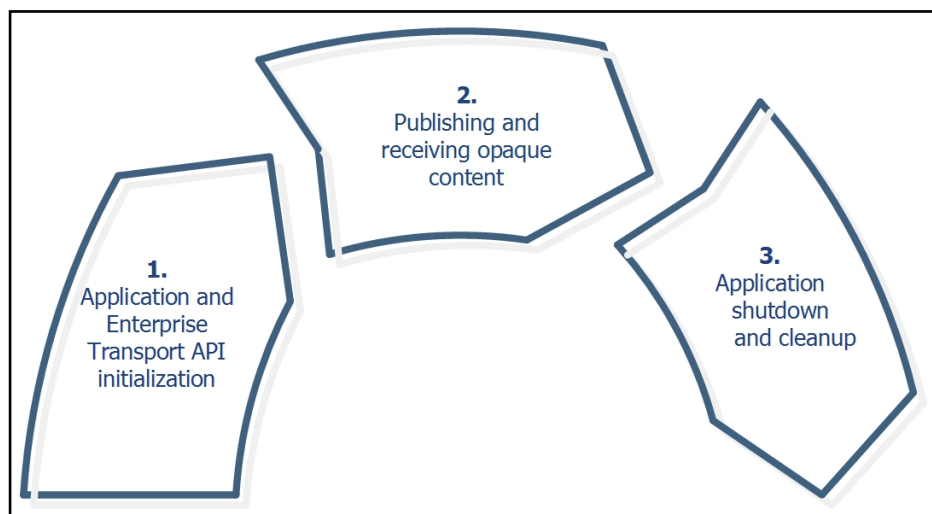 1.
Application and
Enterprise
Transport API
initialization
2.
Publishing and
receiving opaque
content
3.
Application
shutdown
and cleanup